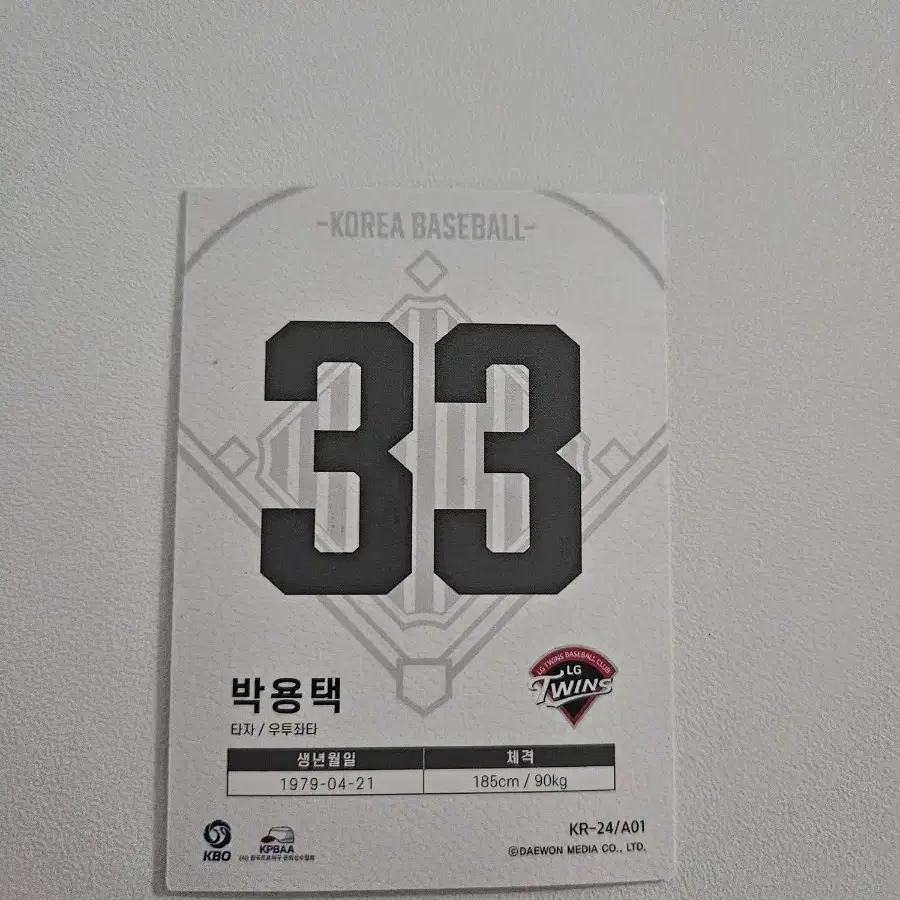 -KOREA BASEBALL-
33
LG TWINS BASEBALL CLUB
LG
TWINS
박용택
타자 / 우투좌타
생년월일 체격
1979-04-21 185cm / 90kg
KR-24/A01
KBO KPBAA
ⒸDAEWON MEDIA CO., LTD.